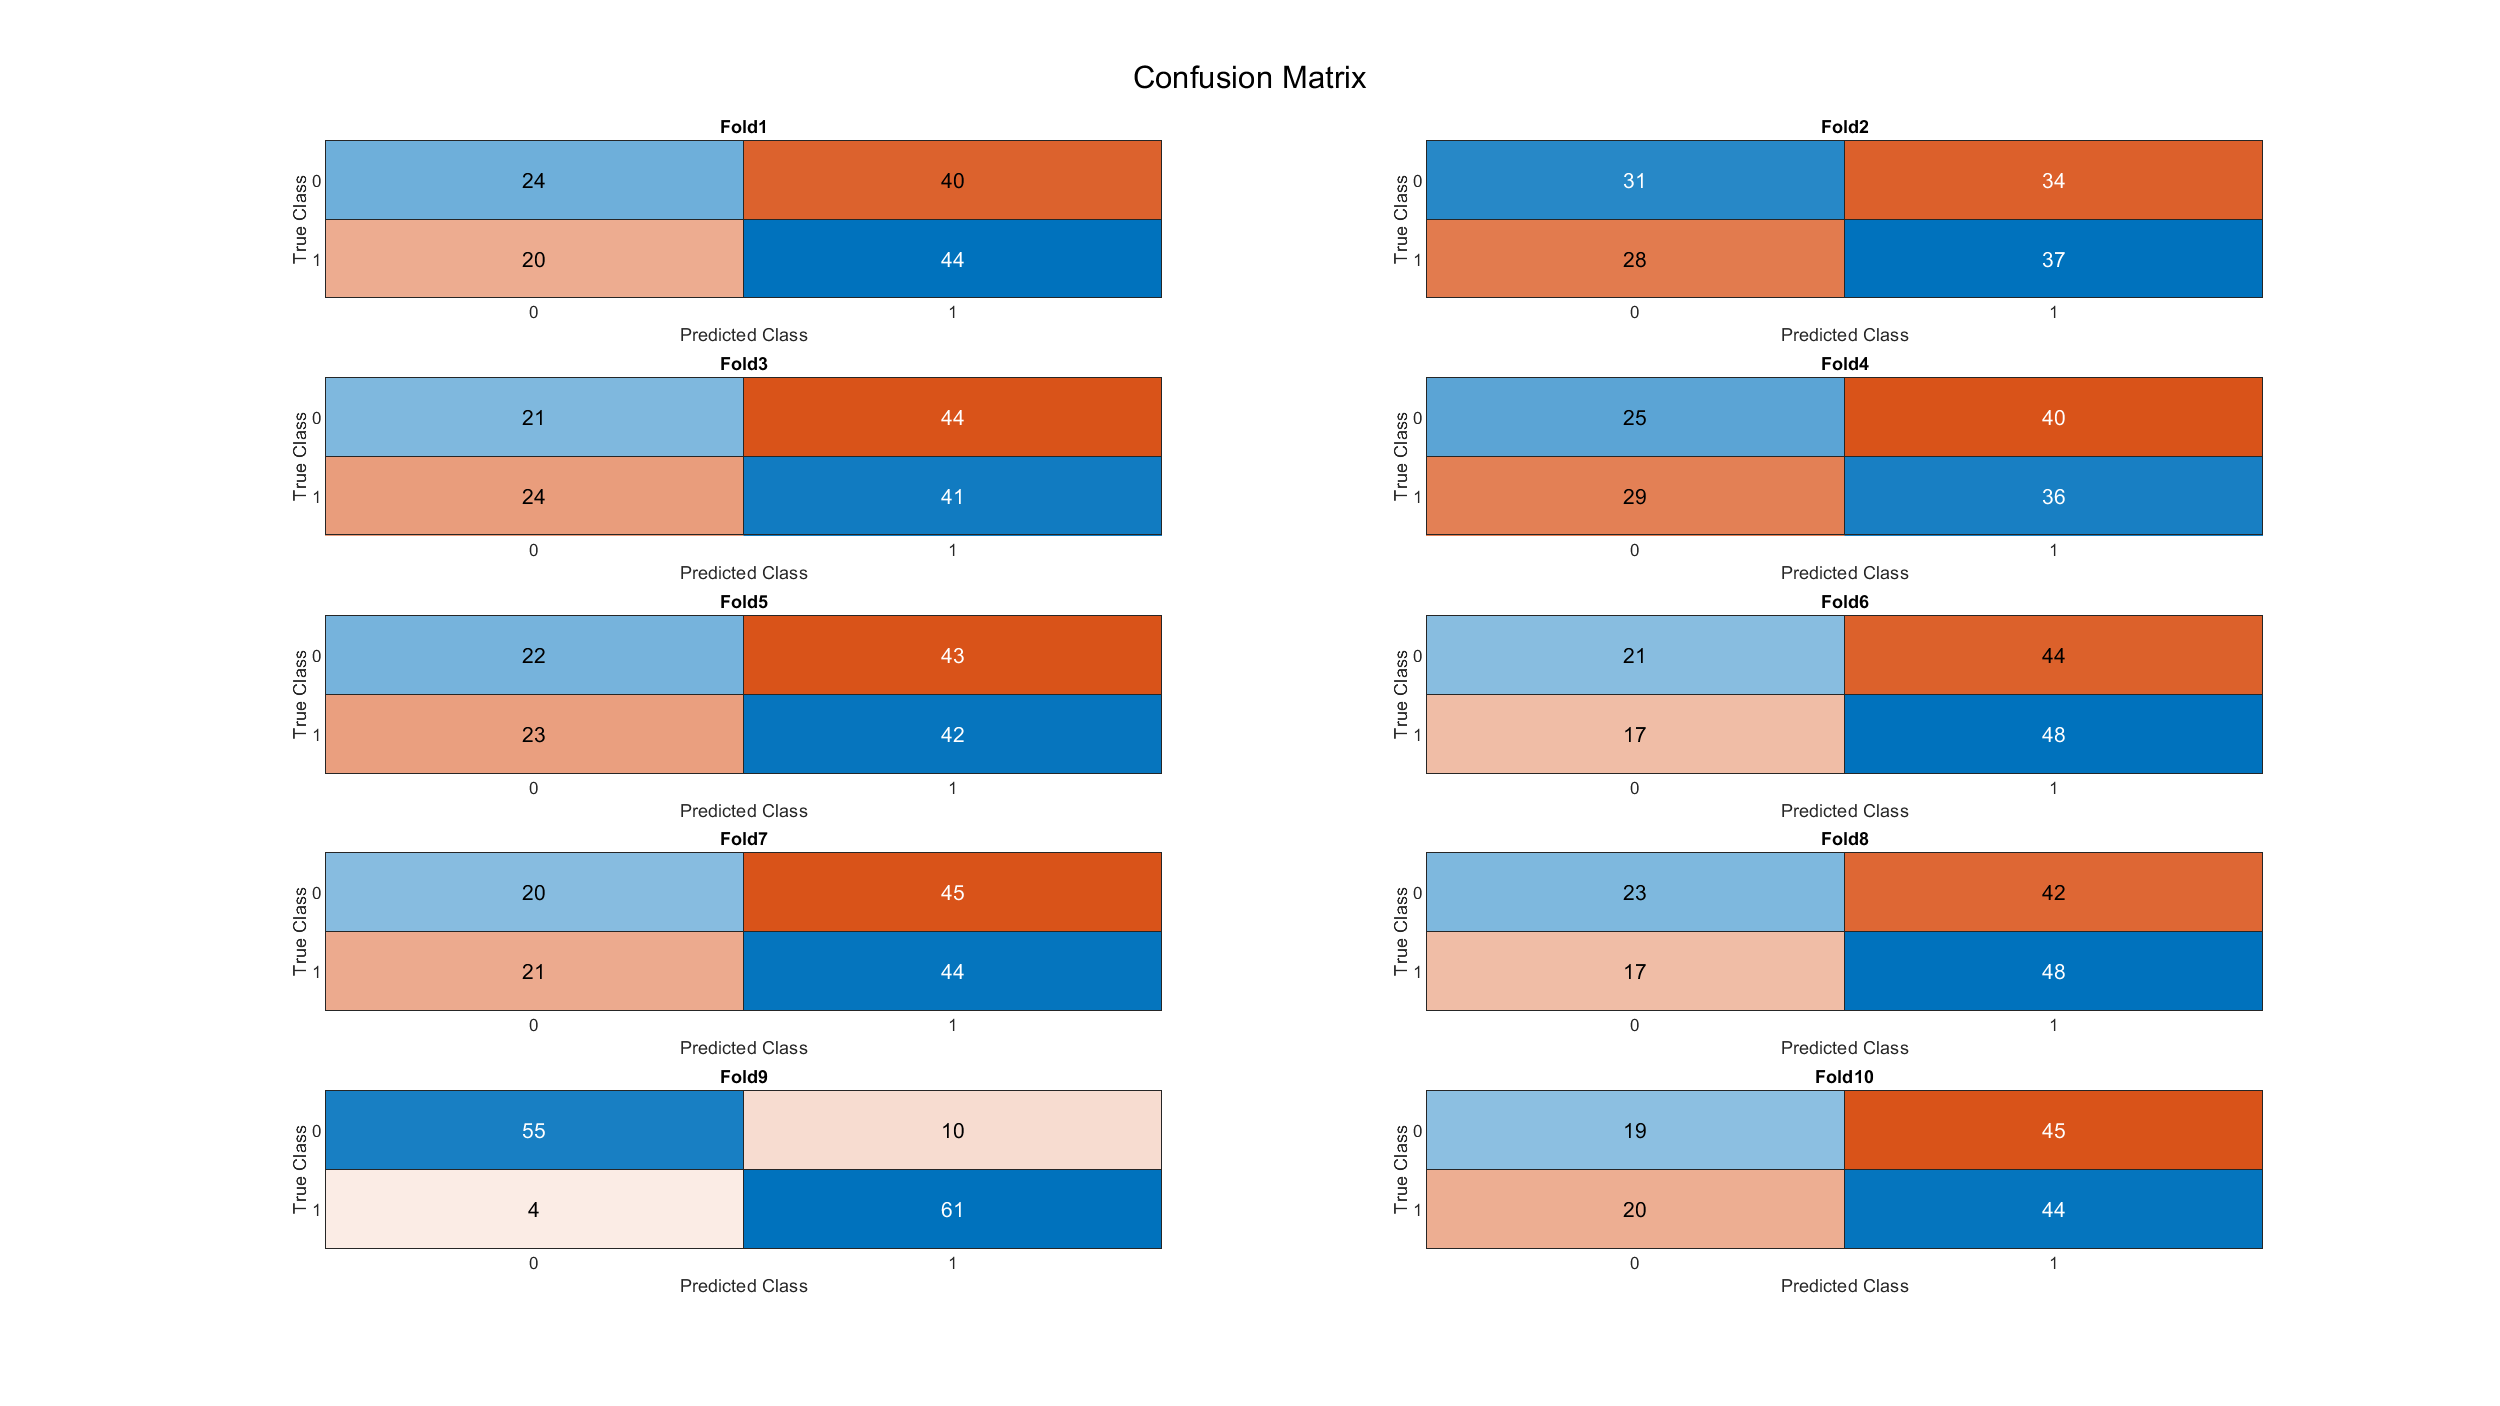 Confusion Matrix
Fold1
True Class
0 24 40
1 20 44
0 1
Predicted Class
Fold2
True Class
0 31 34
1 28 37
0 1
Predicted Class
Fold3
True Class
0 21 44
1 24 41
0 1
Predicted Class
Fold4
True Class
0 25 40
1 29 36
0 1
Predicted Class
Fold5
True Class
0 22 43
1 23 42
0 1
Predicted Class
Fold6
True Class
0 21 44
1 17 48
0 1
Predicted Class
Fold7
True Class
0 20 45
1 21 44
0 1
Predicted Class
Fold8
True Class
0 23 42
1 17 48
0 1
Predicted Class
Fold9
True Class
0 55 10
1 4 61
0 1
Predicted Class
Fold10
True Class
0 19 45
1 20 44
0 1
Predicted Class